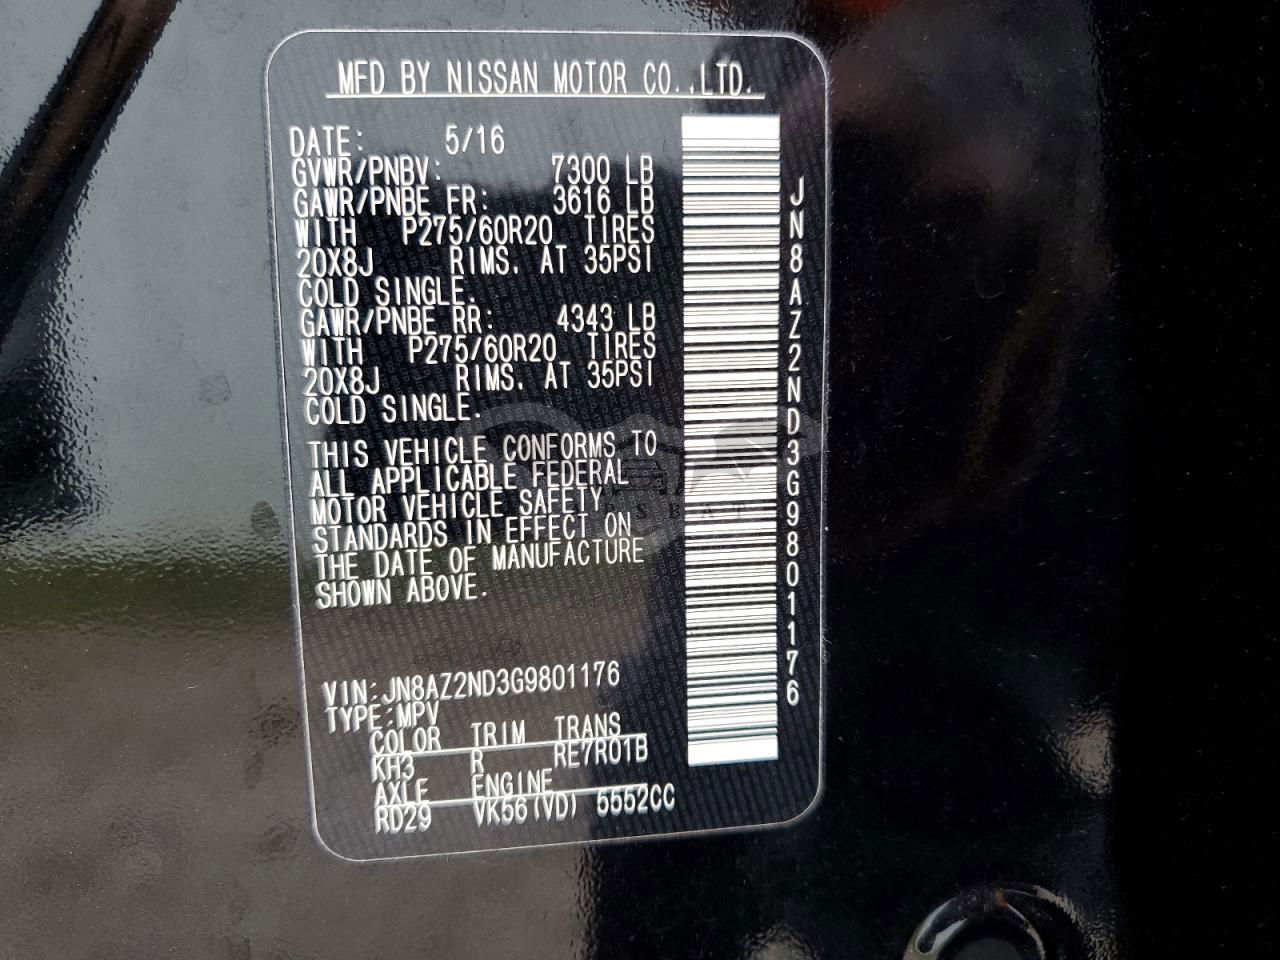 MFD BY NISSAN MOTOR CO.,LTD.
DATE: 5/16
GVWR/PNBV: 7300 LB
GAWR/PNBE FR: 3616 LB
WITH P275/60R20 TIRES
20X8J RIMS. AT 35PSI
COLD SINGLE.
GAWR/PNBE RR: 4343 LB
WITH P275/60R20 TIRES
20X8J RIMS. AT 35PSI
COLD SINGLE.
THIS VEHICLE CONFORMS TO
ALL APPLICABLE FEDERAL
MOTOR VEHICLE SAFETY
STANDARDS IN EFFECT ON
THE DATE OF MANUFACTURE
SHOWN ABOVE.
VIN:JN8AZ2ND3G9801176
TYPE:MPV
COLOR TRIM TRANS
KH3 R RE7R01B
AXLE ENGINE
RD29 VK56(VD) 5552CC
JN8AZ2ND3G9801176